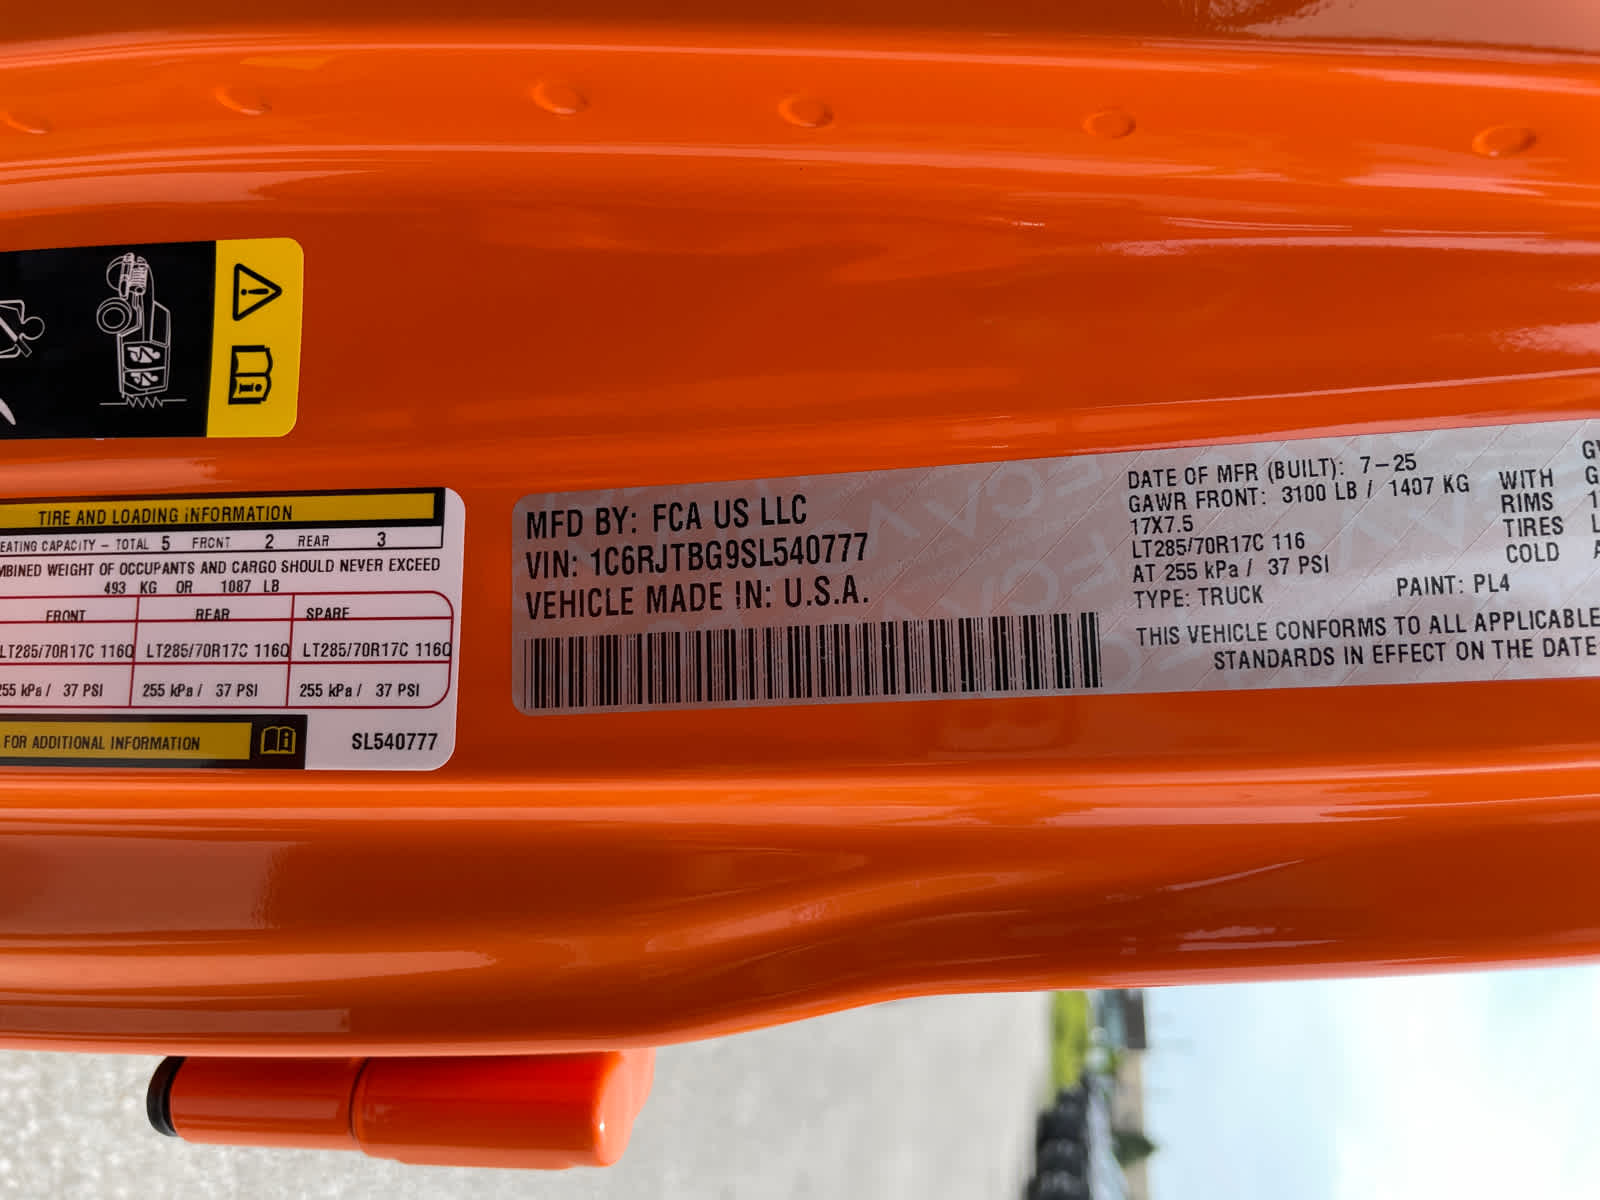 TIRE AND LOADING INFORMATION
EATING CAPACITY – TOTAL 5 FRONT 2 REAR 3
MBINED WEIGHT OF OCCUPANTS AND CARGO SHOULD NEVER EXCEED
493 KG OR 1087 LB
FRONT REAR SPARE
LT285/70R17C 116Q LT285/70R17C 116Q LT285/70R17C 116Q
255 kPa / 37 PSI 255 kPa / 37 PSI 255 kPa / 37 PSI
FOR ADDITIONAL INFORMATION
SL540777
MFD BY: FCA US LLC
VIN: 1C6RJTBG9SL540777
VEHICLE MADE IN: U.S.A.
DATE OF MFR (BUILT): 7–25
GAWR FRONT: 3100 LB / 1407 KG WITH
17X7.5 RIMS
LT285/70R17C 116 TIRES
AT 255 kPa / 37 PSI COLD
TYPE: TRUCK PAINT: PL4
THIS VEHICLE CONFORMS TO ALL APPLICABLE
STANDARDS IN EFFECT ON THE DATE